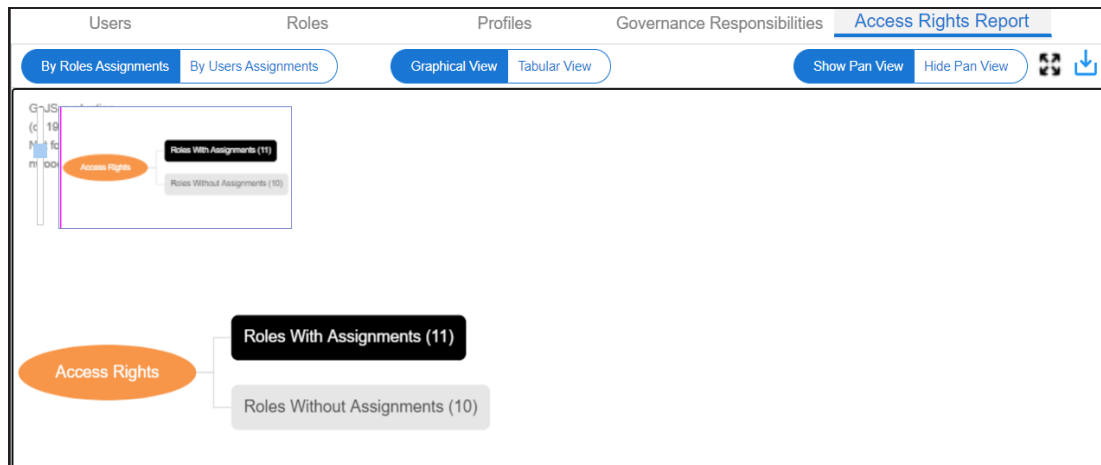 Users Roles Profiles Governance Responsibilities Access Rights Report
By Roles Assignments By Users Assignments Graphical View Tabular View Show Pan View Hide Pan View
Roles With Assignments (11)
Access Rights
Roles Without Assignments (10)
Roles With Assignments (11)
Access Rights
Roles Without Assignments (10)